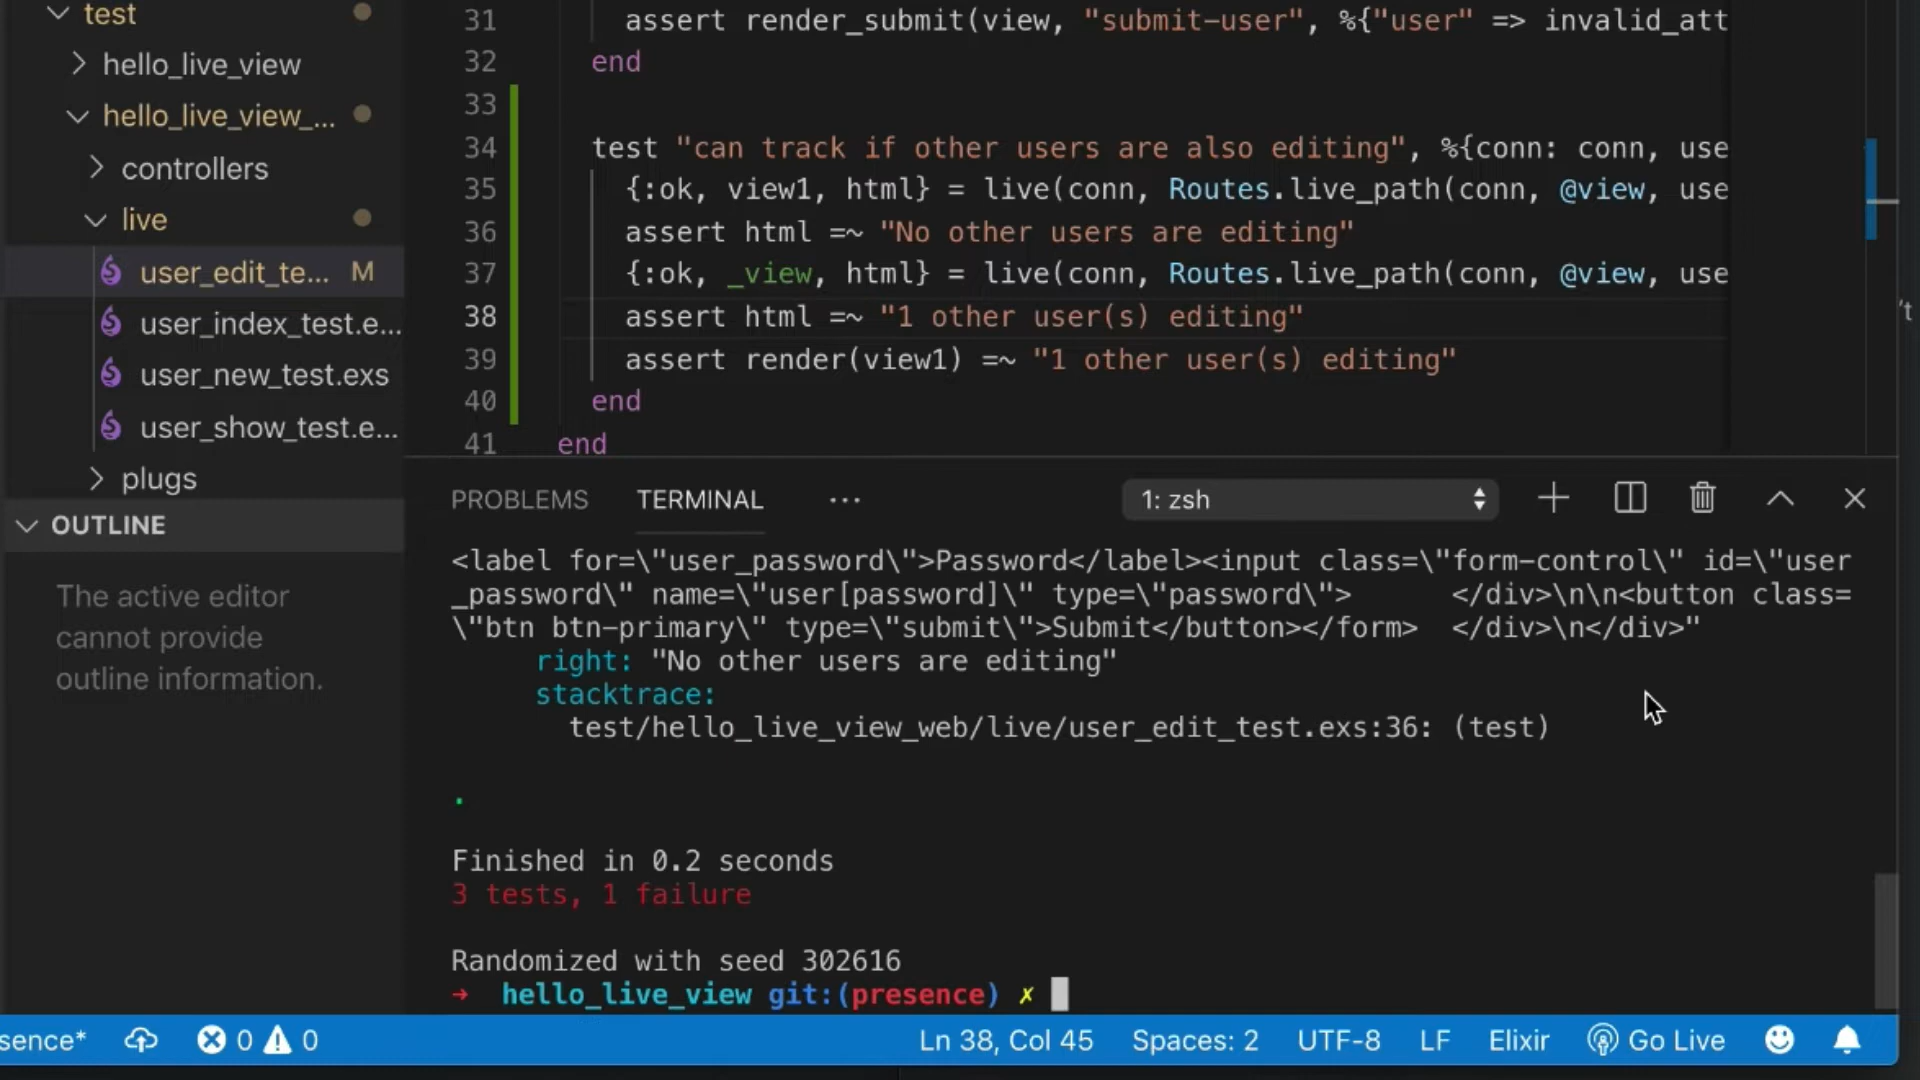 test
hello_live_view
hello_live_view_...
controllers
live
user_edit_te... M
user_index_test.e...
user_new_test.exs
user_show_test.e...
plugs
OUTLINE
The active editor
cannot provide
outline information.
31 assert render_submit(view, "submit-user", %{"user" => invalid_att
32 end
33
34 test "can track if other users are also editing", %{conn: conn, use
35 {:ok, view1, html} = live(conn, Routes.live_path(conn, @view, use
36 assert html =~ "No other users are editing"
37 {:ok, _view, html} = live(conn, Routes.live_path(conn, @view, use
38 assert html =~ "1 other user(s) editing"
39 assert render(view1) =~ "1 other user(s) editing"
40 end
41 end
't
PROBLEMS TERMINAL ... 1: zsh
<label for=\"user_password\">Password</label><input class=\"form-control\" id=\"user
_password\" name=\"user[password]\" type=\"password\"> </div>\n\n<button class=
\"btn btn-primary\" type=\"submit\">Submit</button></form> </div>\n</div>"
right: "No other users are editing"
stacktrace:
test/hello_live_view_web/live/user_edit_test.exs:36: (test)
.
Finished in 0.2 seconds
3 tests, 1 failure
Randomized with seed 302616
→ hello_live_view git:(presence) ✗
sence* 0 0 Ln 38, Col 45 Spaces: 2 UTF-8 LF Elixir Go Live